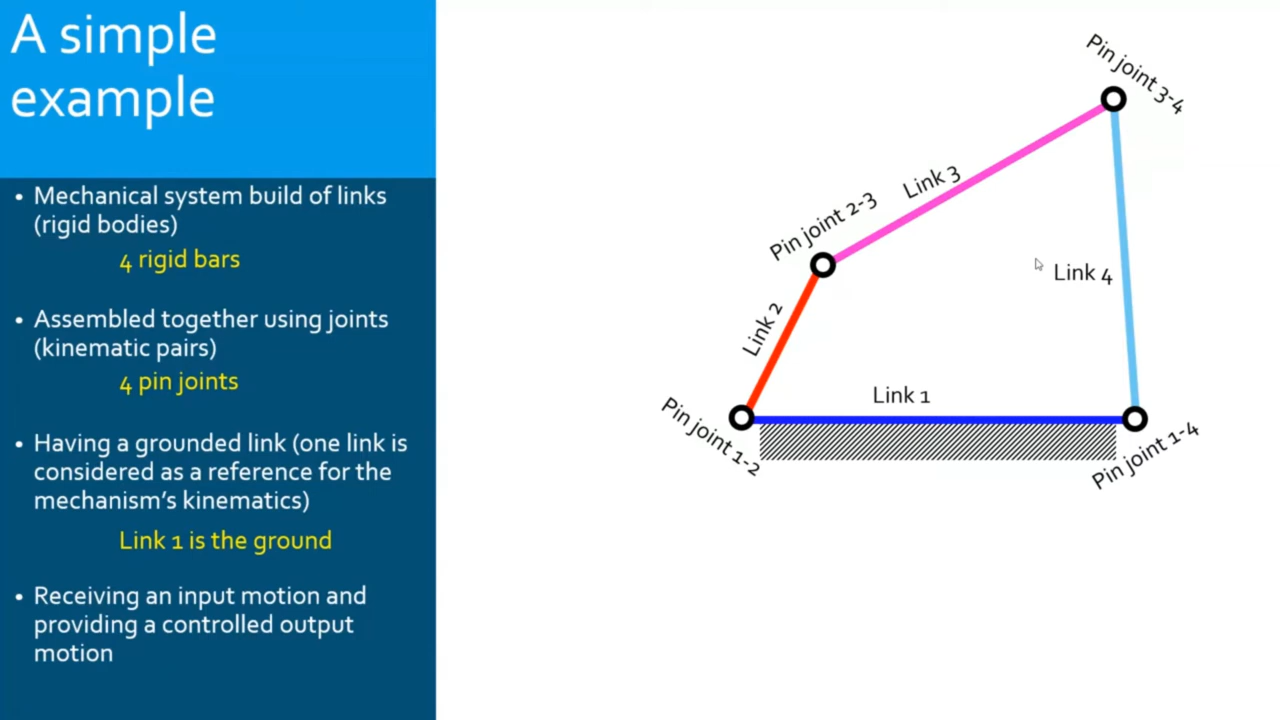 A simple
example
• Mechanical system build of links
(rigid bodies)
4 rigid bars
• Assembled together using joints
(kinematic pairs)
4 pin joints
• Having a grounded link (one link is
considered as a reference for the
mechanism's kinematics)
Link 1 is the ground
• Receiving an input motion and
providing a controlled output
motion
Pin joint 3-4
Link 3
Pin joint 2-3
Link 4
Link 2
Link 1
Pin joint 1-2
Pin joint 1-4